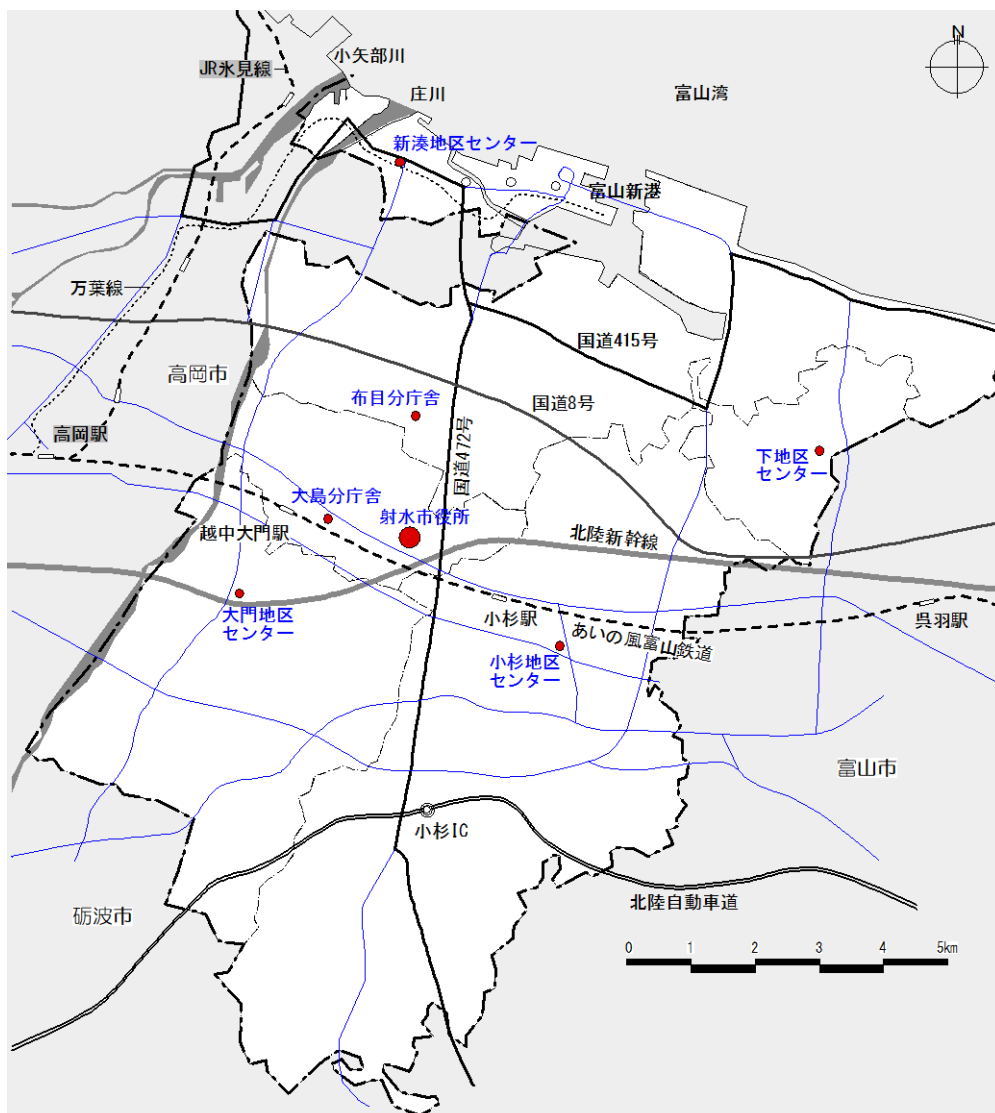 小矢部川
N
JR氷見線
庄川
富山湾
新湊地区センター
富山新港
万葉線
国道415号
高岡市
布目分庁舎
国道8号
高岡駅
国道472号
下地区
センター
大島分庁舎
射水市役所
越中大門駅
北陸新幹線
大門地区
センター
小杉駅
あいの風富山鉄道
呉羽駅
小杉地区
センター
富山市
小杉IC
北陸自動車道
砺波市
0 1 2 3 4 5km